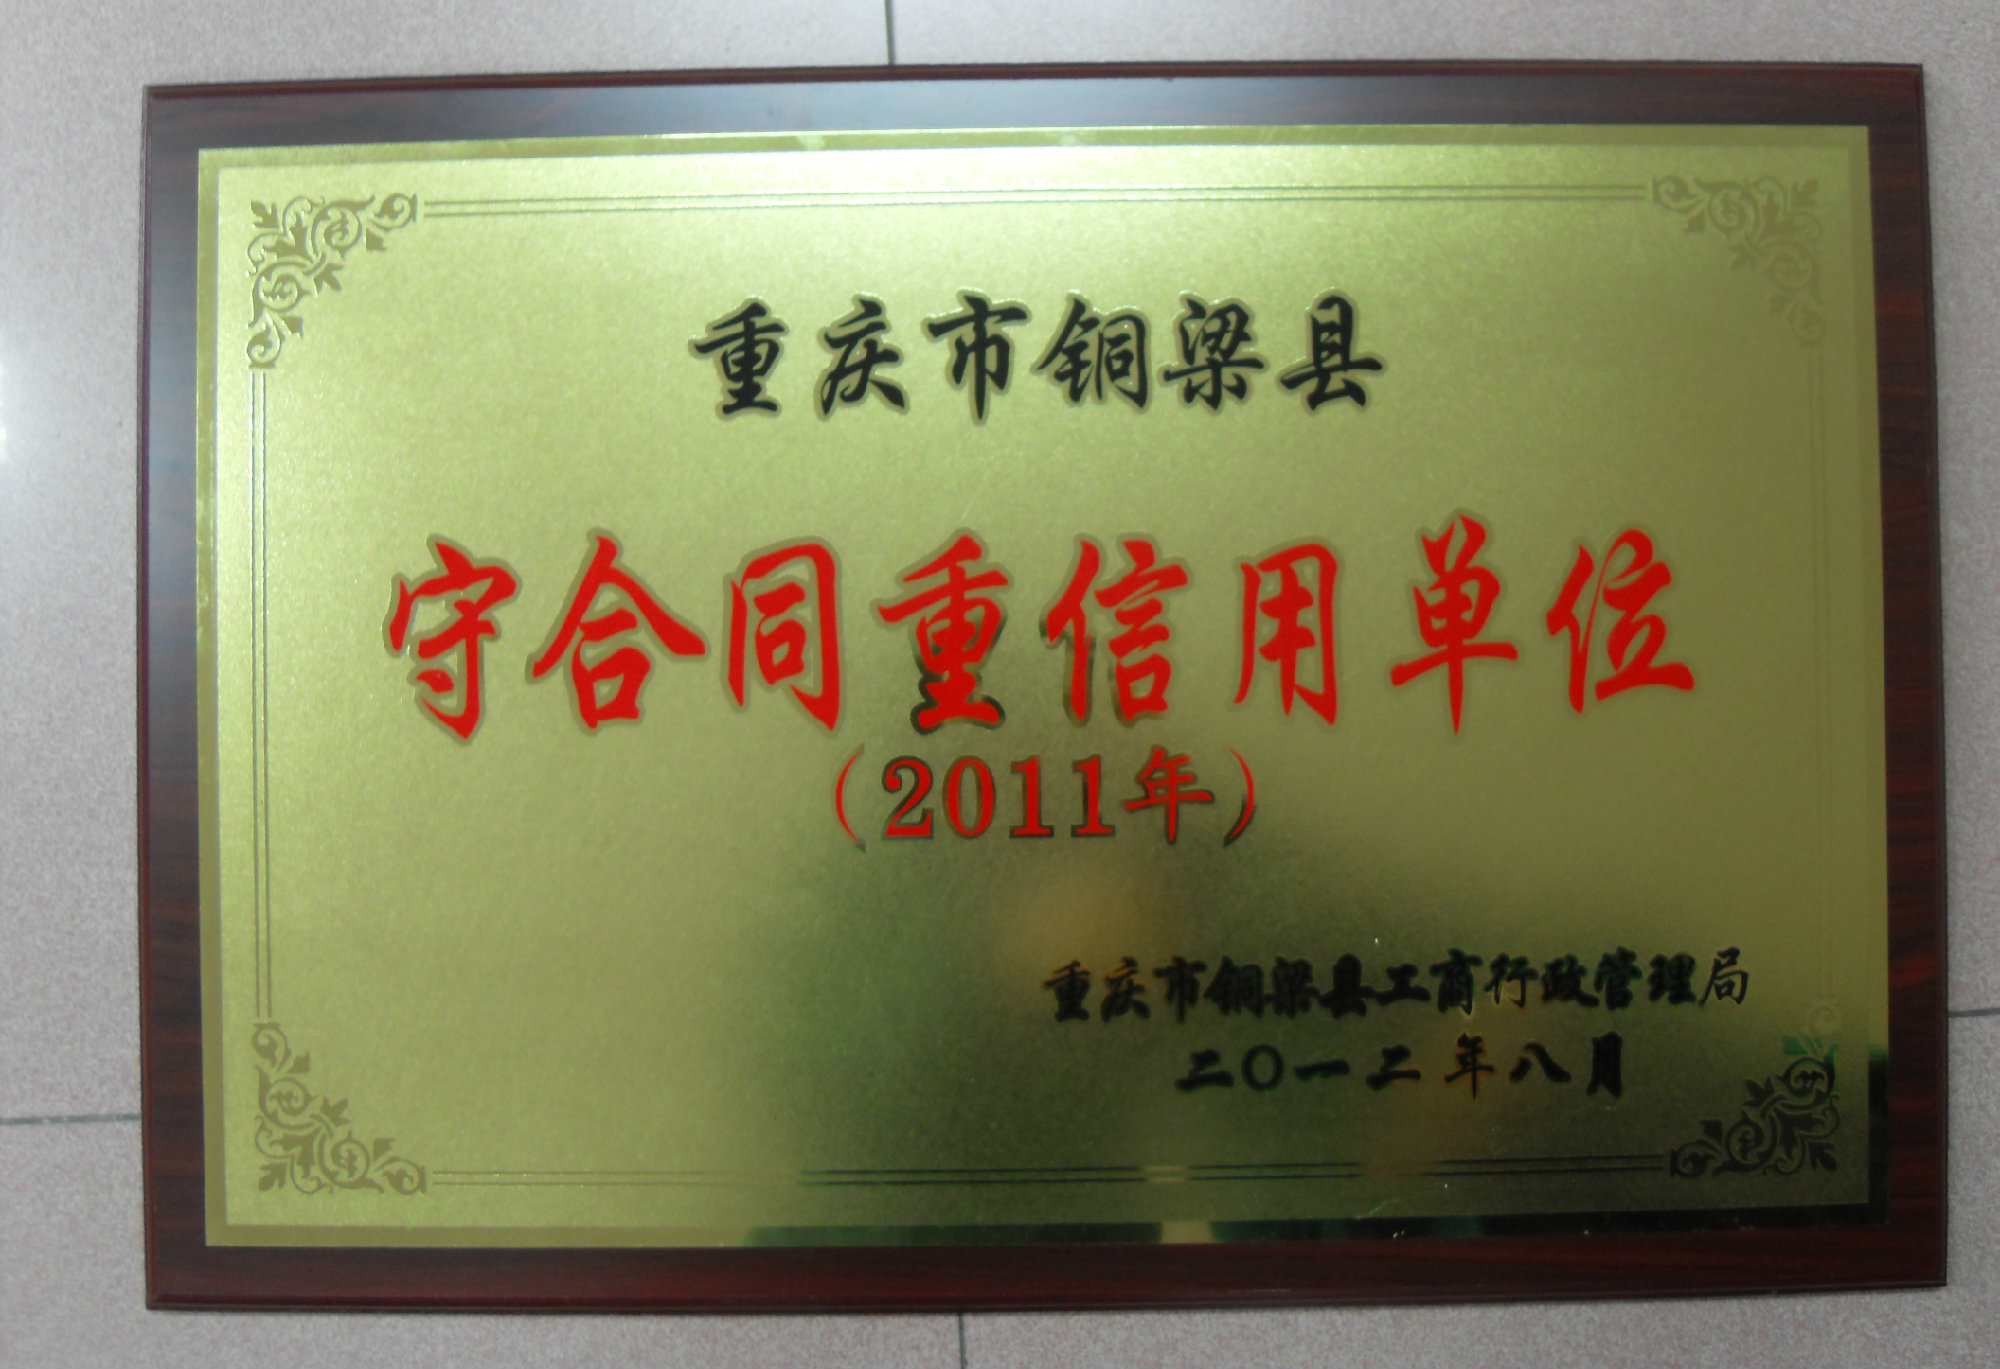 重庆市铜梁县
守合同重信用单位
（2011年）
重庆市铜梁县工商行政管理局
二〇一二年八月